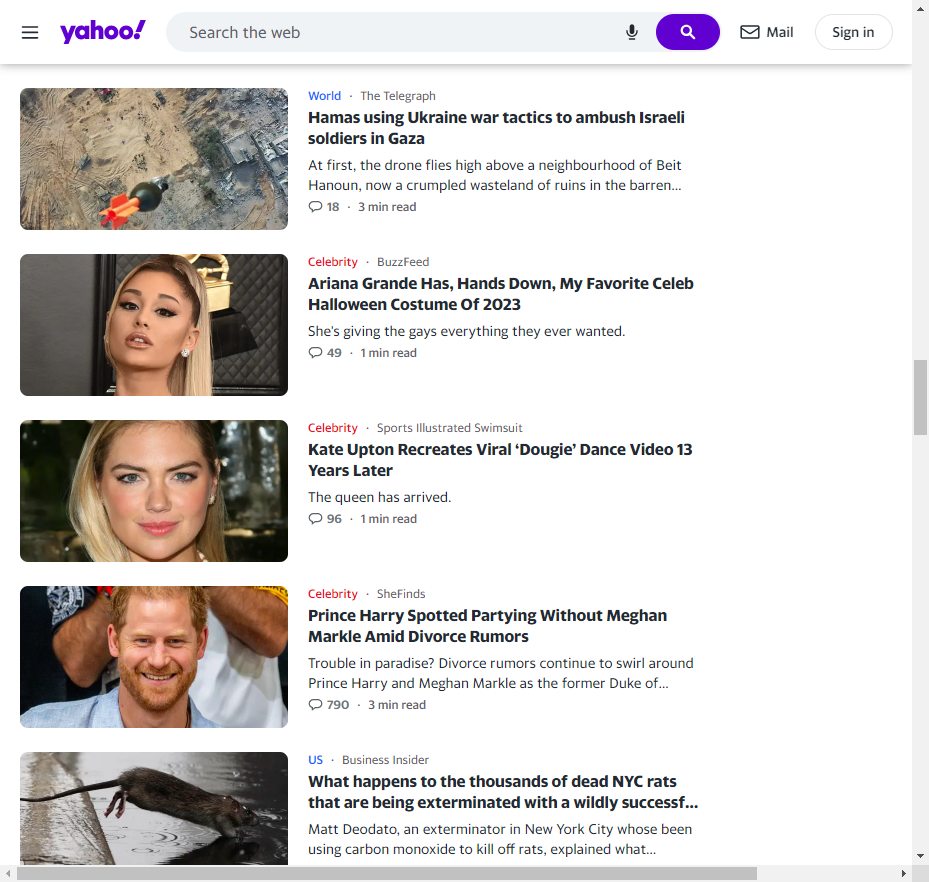 yahoo!
Search the web
Mail
Sign in
World · The Telegraph
Hamas using Ukraine war tactics to ambush Israeli
soldiers in Gaza
At first, the drone flies high above a neighbourhood of Beit
Hanoun, now a crumpled wasteland of ruins in the barren…
18 · 3 min read
Celebrity · BuzzFeed
Ariana Grande Has, Hands Down, My Favorite Celeb
Halloween Costume Of 2023
She's giving the gays everything they ever wanted.
49 · 1 min read
Celebrity · Sports Illustrated Swimsuit
Kate Upton Recreates Viral ‘Dougie’ Dance Video 13
Years Later
The queen has arrived.
96 · 1 min read
Celebrity · SheFinds
Prince Harry Spotted Partying Without Meghan
Markle Amid Divorce Rumors
Trouble in paradise? Divorce rumors continue to swirl around
Prince Harry and Meghan Markle as the former Duke of…
790 · 3 min read
US · Business Insider
What happens to the thousands of dead NYC rats
that are being exterminated with a wildly successf…
Matt Deodato, an exterminator in New York City whose been
using carbon monoxide to kill off rats, explained what…